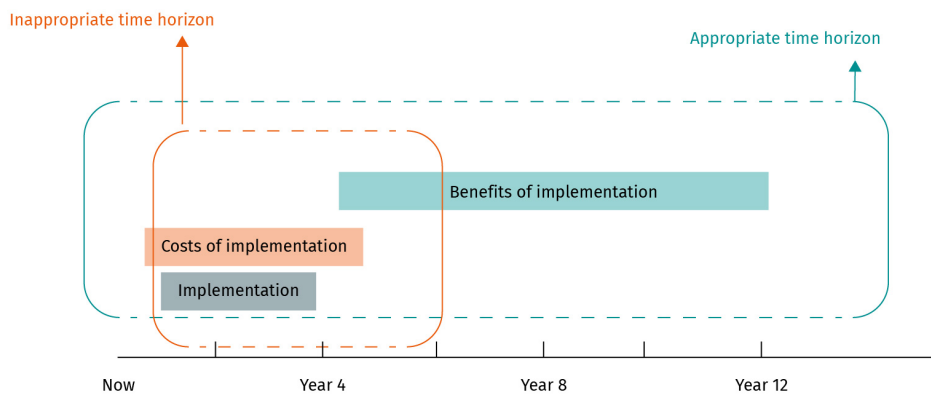 Inappropriate time horizon
Appropriate time horizon
Benefits of implementation
Costs of implementation
Implementation
Now
Year 4
Year 8
Year 12